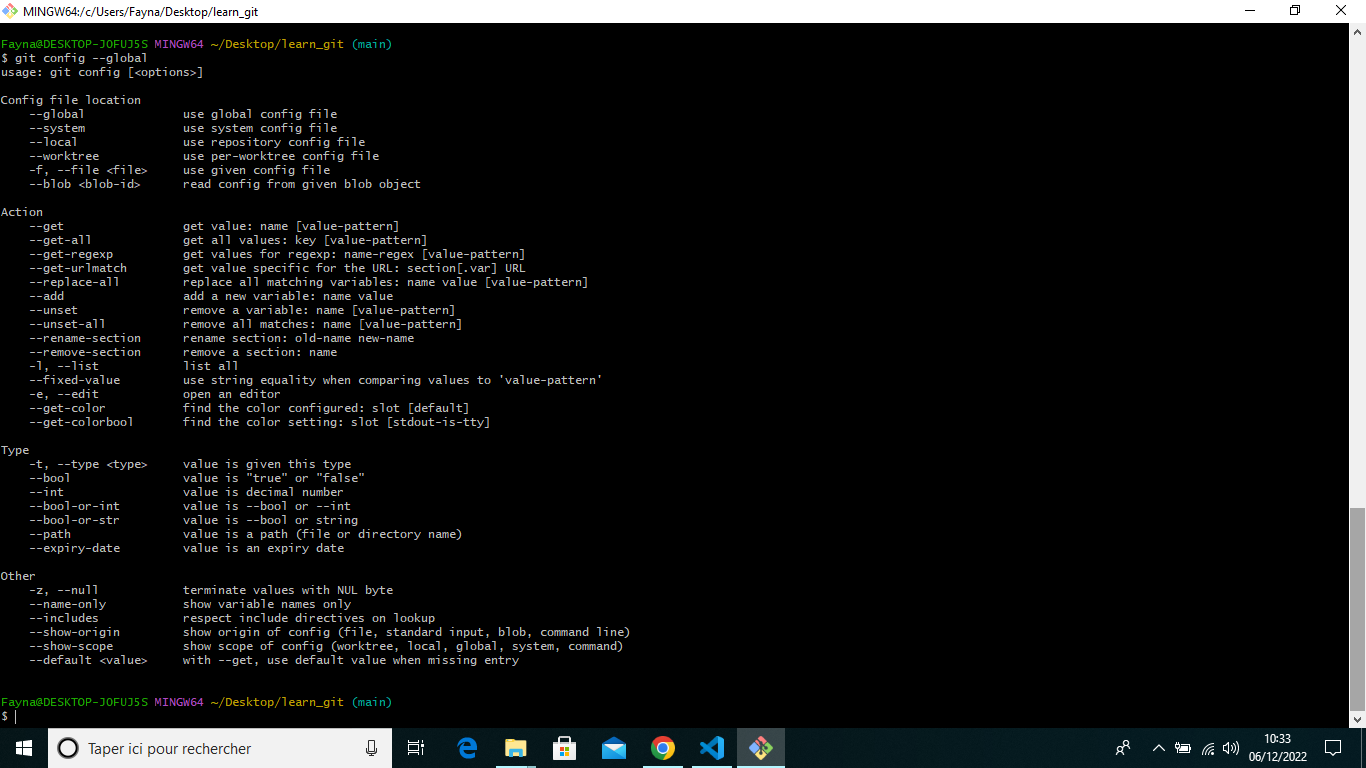 MINGW64:/c/Users/Fayna/Desktop/learn_git
Fayna@DESKTOP-JOFUJ5S MINGW64 ~/Desktop/learn_git (main)
$ git config --global
usage: git config [<options>]
Config file location
    --global              use global config file
    --system              use system config file
    --local               use repository config file
    --worktree            use per-worktree config file
    -f, --file <file>     use given config file
    --blob <blob-id>      read config from given blob object
Action
    --get                 get value: name [value-pattern]
    --get-all             get all values: key [value-pattern]
    --get-regexp          get values for regexp: name-regex [value-pattern]
    --get-urlmatch        get value specific for the URL: section[.var] URL
    --replace-all         replace all matching variables: name value [value-pattern]
    --add                 add a new variable: name value
    --unset               remove a variable: name [value-pattern]
    --unset-all           remove all matches: name [value-pattern]
    --rename-section      rename section: old-name new-name
    --remove-section      remove a section: name
    -l, --list            list all
    --fixed-value         use string equality when comparing values to 'value-pattern'
    -e, --edit            open an editor
    --get-color           find the color configured: slot [default]
    --get-colorbool       find the color setting: slot [stdout-is-tty]
Type
    -t, --type <type>     value is given this type
    --bool                value is "true" or "false"
    --int                 value is decimal number
    --bool-or-int         value is --bool or --int
    --bool-or-str         value is --bool or string
    --path                value is a path (file or directory name)
    --expiry-date         value is an expiry date
Other
    -z, --null            terminate values with NUL byte
    --name-only           show variable names only
    --includes            respect include directives on lookup
    --show-origin         show origin of config (file, standard input, blob, command line)
    --show-scope          show scope of config (worktree, local, global, system, command)
    --default <value>     with --get, use default value when missing entry
Fayna@DESKTOP-JOFUJ5S MINGW64 ~/Desktop/learn_git (main)
$
Taper ici pour rechercher
10:33
06/12/2022